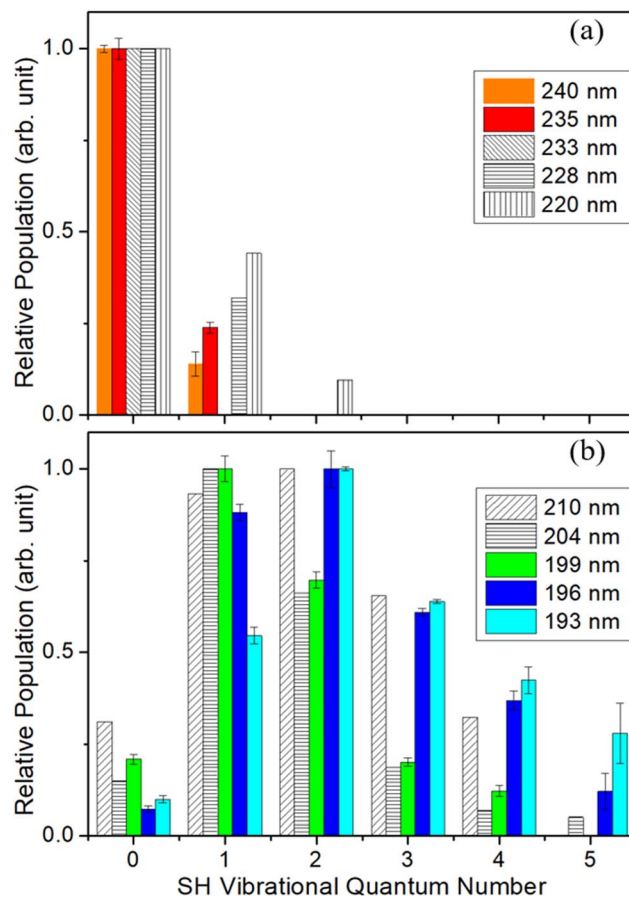 (a)
1.0
0.5
0.0
Relative Population (arb. unit)
240 nm
235 nm
233 nm
228 nm
220 nm
(b)
1.0
0.5
0.0
Relative Population (arb. unit)
210 nm
204 nm
199 nm
196 nm
193 nm
0 1 2 3 4 5
SH Vibrational Quantum Number